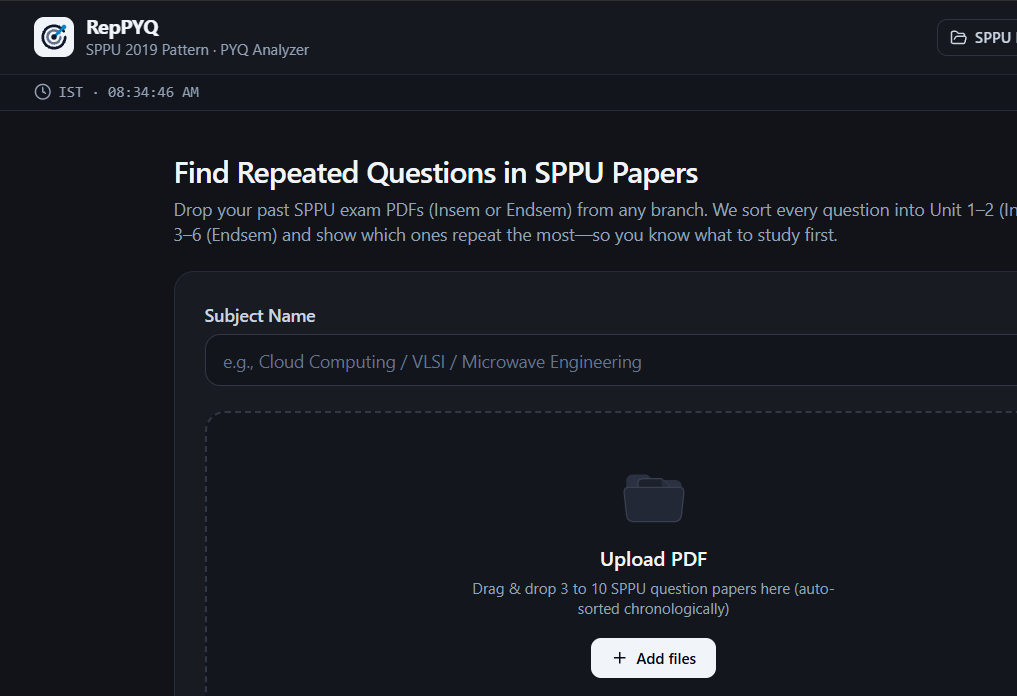 RepPYQ
SPPU 2019 Pattern · PYQ Analyzer
SPPU
IST · 08:34:46 AM
Find Repeated Questions in SPPU Papers
Drop your past SPPU exam PDFs (Insem or Endsem) from any branch. We sort every question into Unit 1–2 (In
3–6 (Endsem) and show which ones repeat the most—so you know what to study first.
Subject Name
e.g., Cloud Computing / VLSI / Microwave Engineering
Upload PDF
Drag & drop 3 to 10 SPPU question papers here (auto-
sorted chronologically)
+ Add files